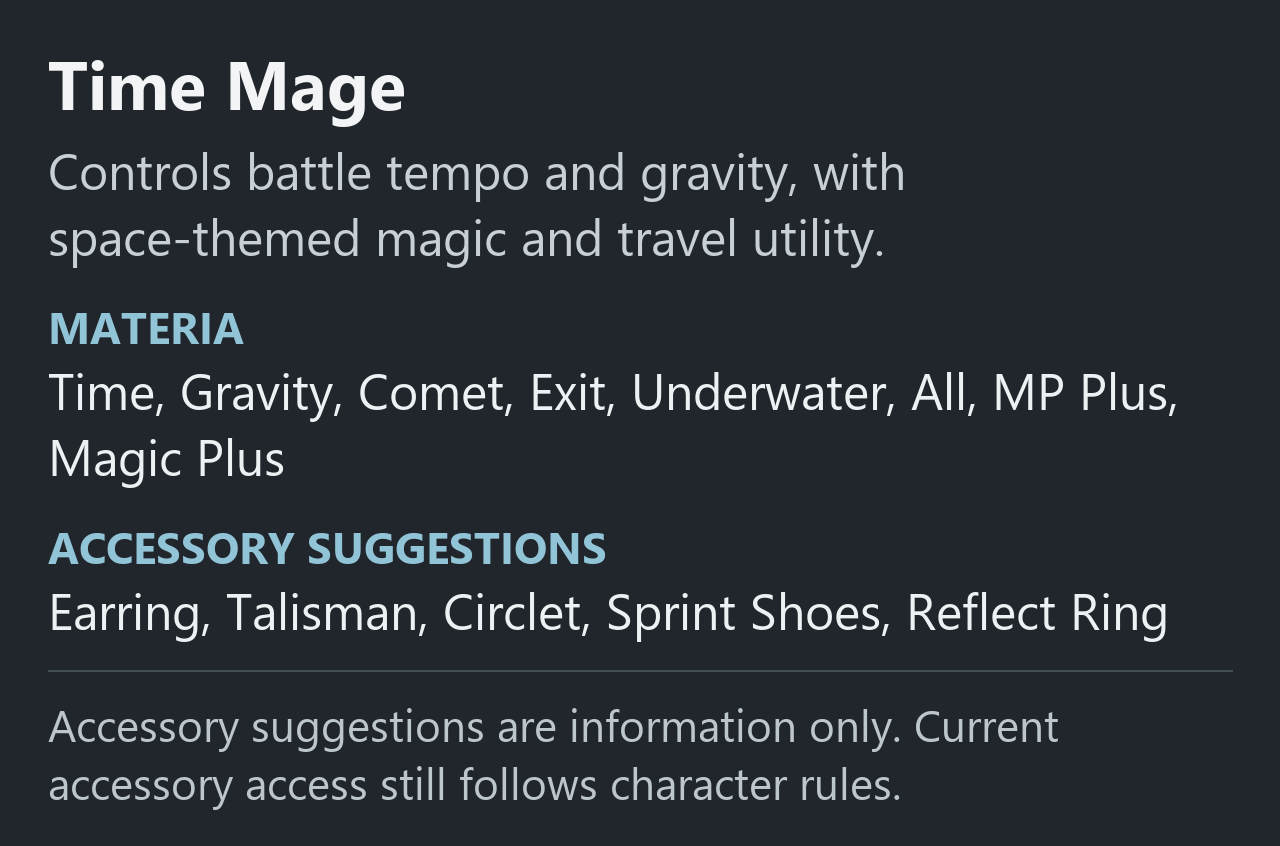 Time Mage
Controls battle tempo and gravity, with
space-themed magic and travel utility.
MATERIA
Time, Gravity, Comet, Exit, Underwater, All, MP Plus,
Magic Plus
ACCESSORY SUGGESTIONS
Earring, Talisman, Circlet, Sprint Shoes, Reflect Ring
Accessory suggestions are information only. Current
accessory access still follows character rules.